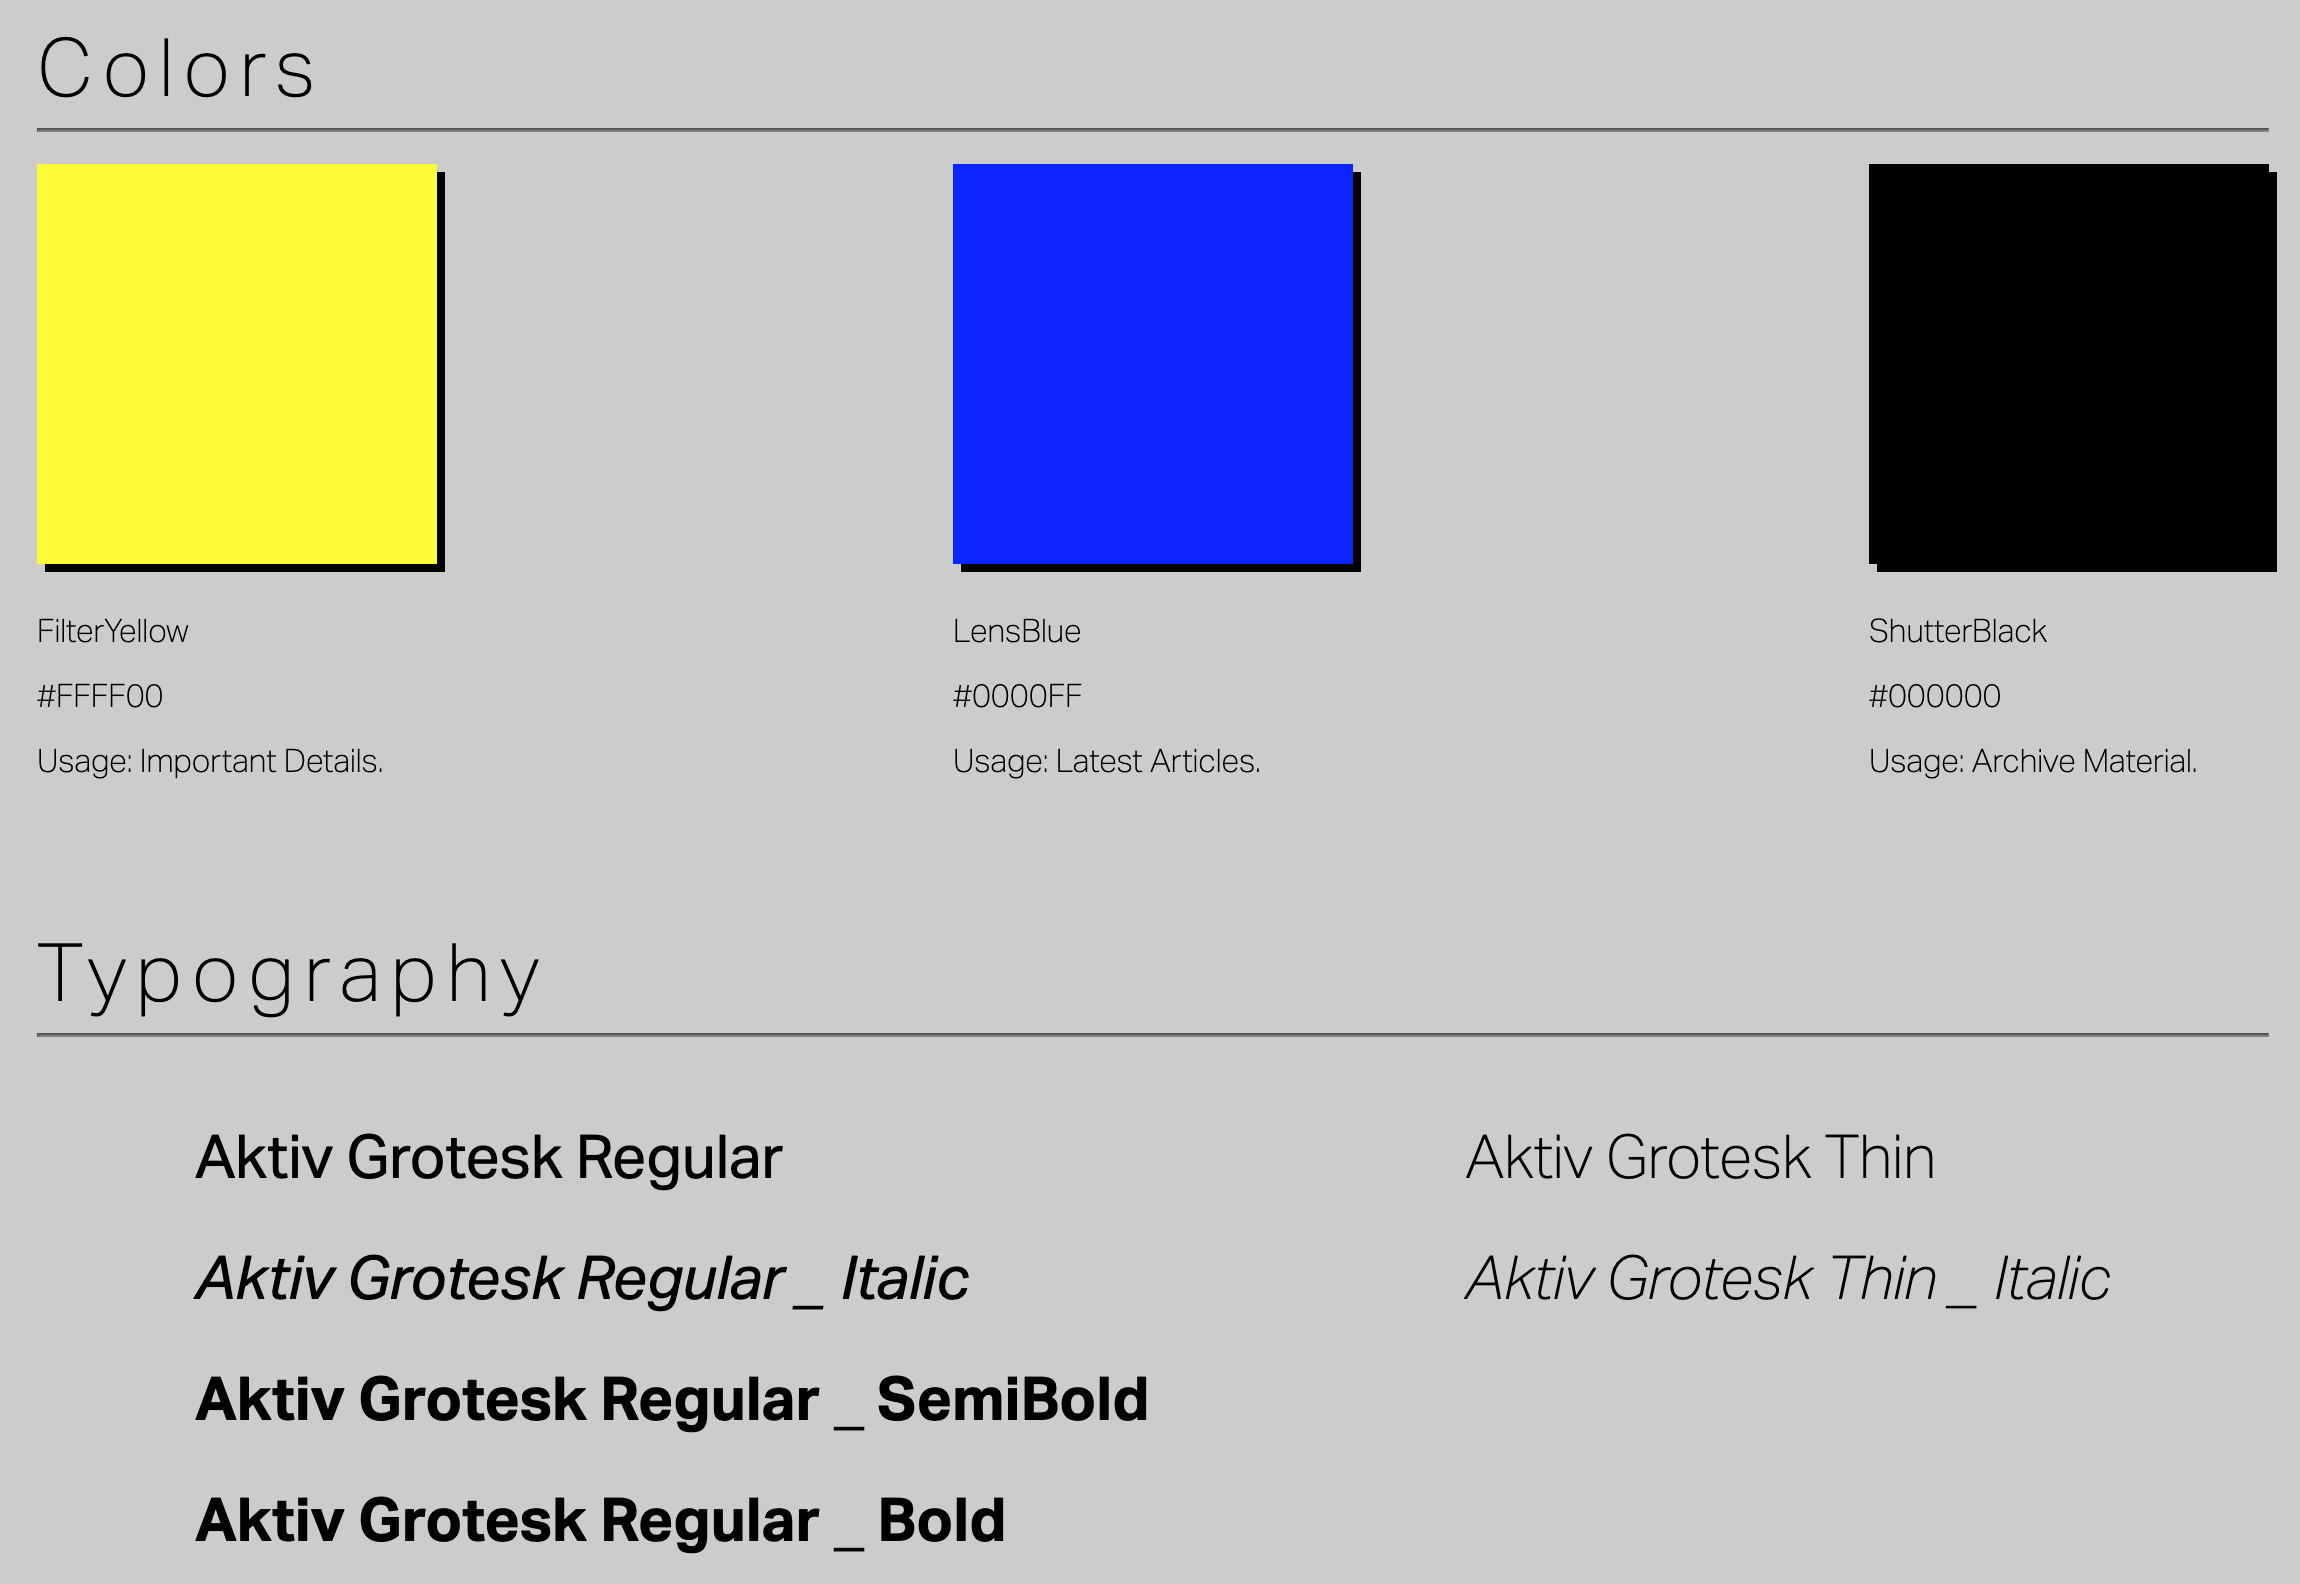 Colors
FilterYellow
#FFFF00
Usage: Important Details.
LensBlue
#0000FF
Usage: Latest Articles.
ShutterBlack
#000000
Usage: Archive Material.
Typography
Aktiv Grotesk Regular
Aktiv Grotesk Regular _ Italic
Aktiv Grotesk Regular _ SemiBold
Aktiv Grotesk Regular _ Bold
Aktiv Grotesk Thin
Aktiv Grotesk Thin _ Italic